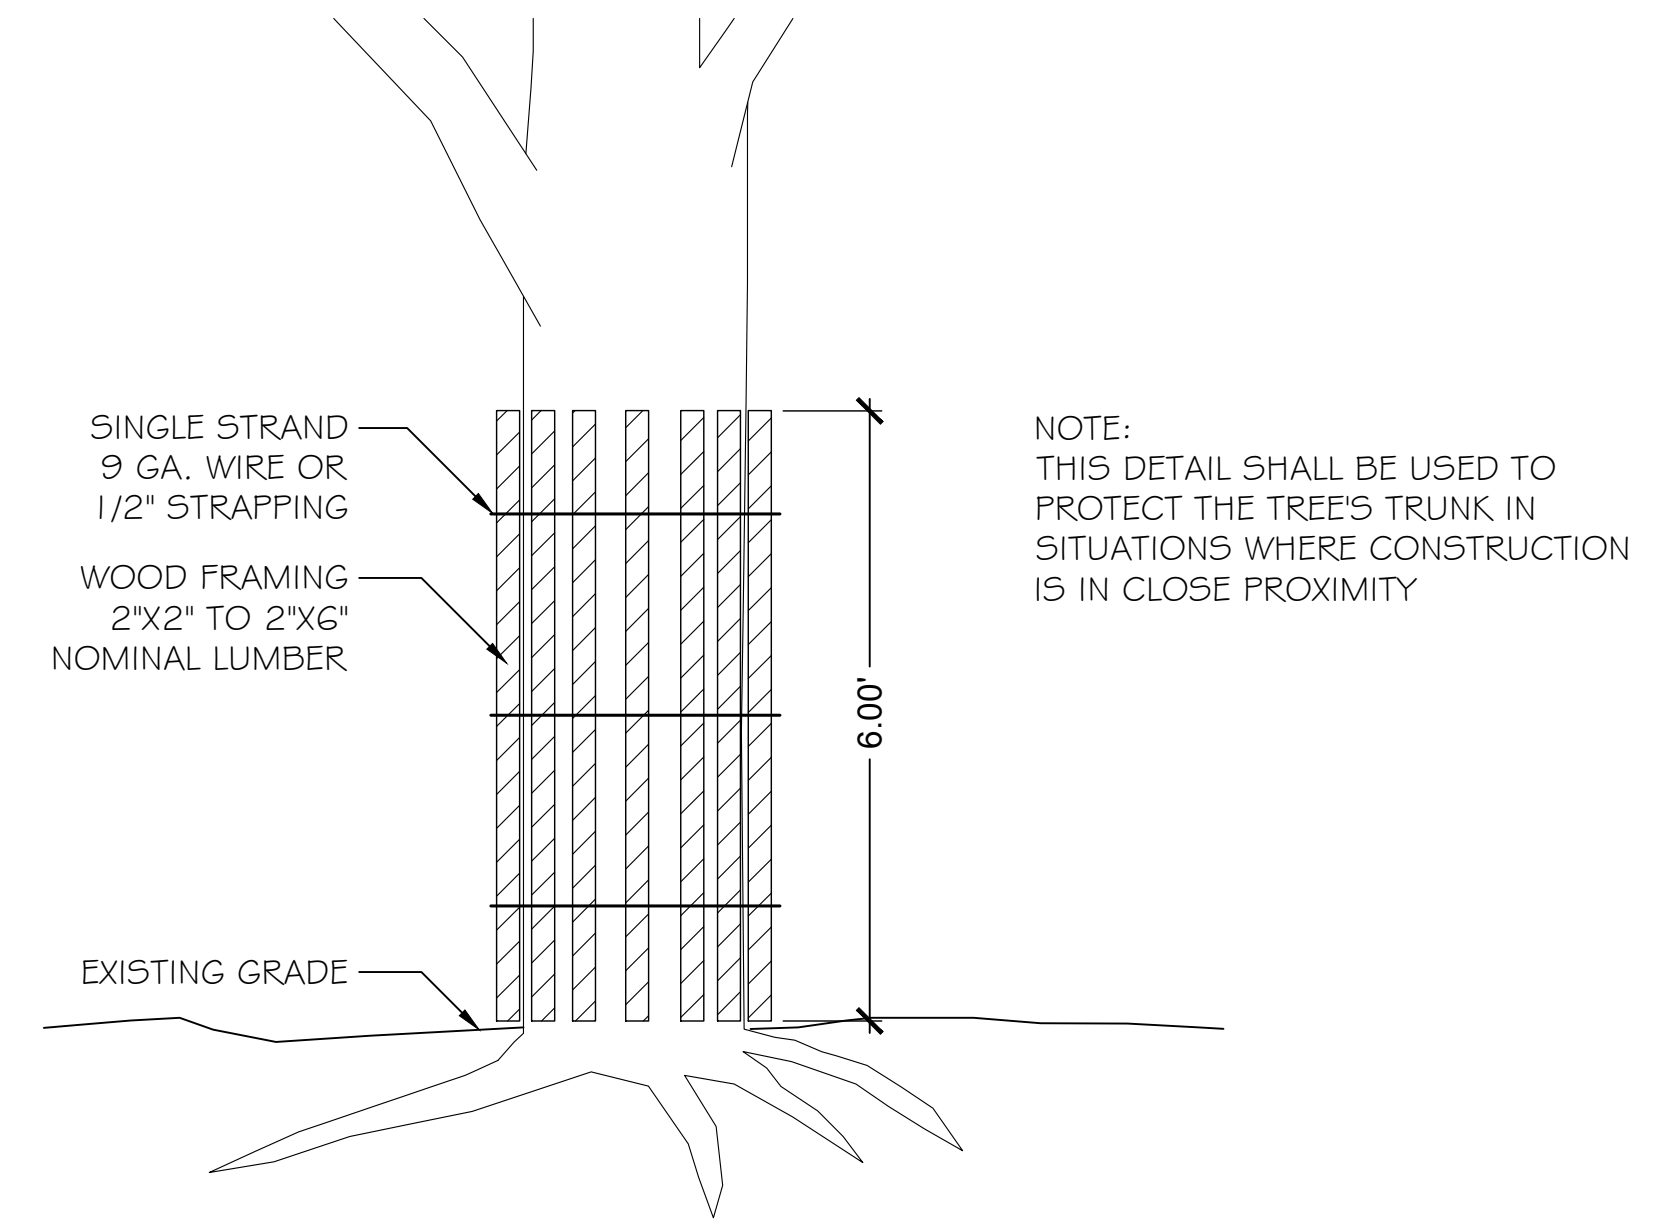 SINGLE STRAND
9 GA. WIRE OR
1/2" STRAPPING
WOOD FRAMING
2"X2" TO 2"X6"
NOMINAL LUMBER
EXISTING GRADE
6.00'
NOTE:
THIS DETAIL SHALL BE USED TO
PROTECT THE TREE'S TRUNK IN
SITUATIONS WHERE CONSTRUCTION
IS IN CLOSE PROXIMITY